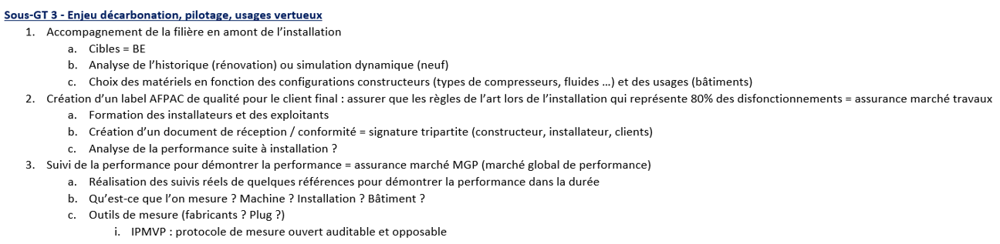 Sous-GT 3 - Enjeu décarbonation, pilotage, usages vertueux
1. Accompagnement de la filière en amont de l’installation
a. Cibles = BE
b. Analyse de l’historique (rénovation) ou simulation dynamique (neuf)
c. Choix des matériels en fonction des configurations constructeurs (types de compresseurs, fluides …) et des usages (bâtiments)
2. Création d’un label AFPAC de qualité pour le client final : assurer que les règles de l’art lors de l’installation qui représente 80% des disfonctionnements = assurance marché travaux
a. Formation des installateurs et des exploitants
b. Création d’un document de réception / conformité = signature tripartite (constructeur, installateur, clients)
c. Analyse de la performance suite à installation ?
3. Suivi de la performance pour démontrer la performance = assurance marché MGP (marché global de performance)
a. Réalisation des suivis réels de quelques références pour démontrer la performance dans la durée
b. Qu’est-ce que l’on mesure ? Machine ? Installation ? Bâtiment ?
c. Outils de mesure (fabricants ? Plug ?)
i. IPMVP : protocole de mesure ouvert auditable et opposable